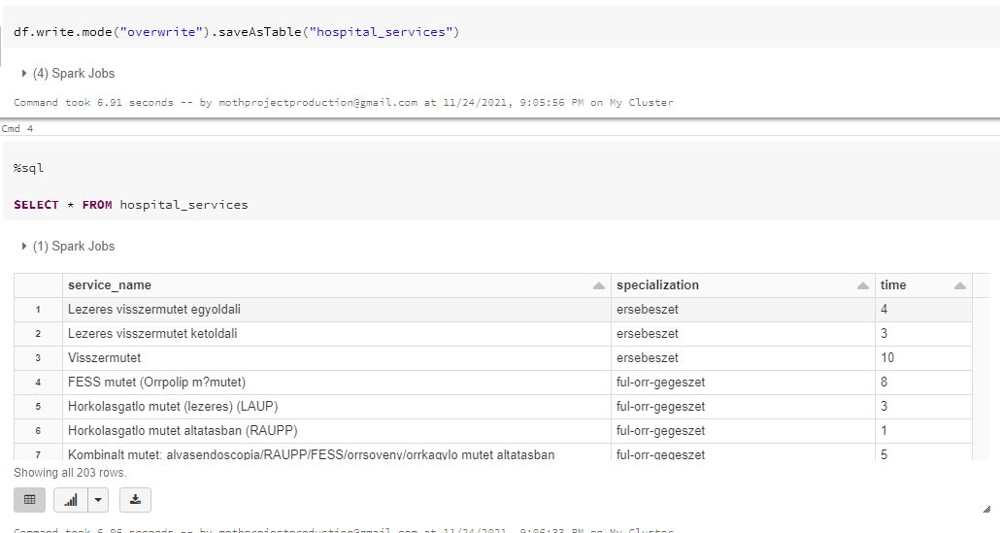 df.write.mode("overwrite").saveAsTable("hospital_services")
(4) Spark Jobs
Command took 6.91 seconds -- by mothprojectproduction@gmail.com at 11/24/2021, 9:05:56 PM on My Cluster
Cmd 4
%sql
SELECT * FROM hospital_services
(1) Spark Jobs
service_name specialization time
1 Lezeres visszermutet egyoldali ersebeszet 4
2 Lezeres visszermutet ketoldali ersebeszet 3
3 Visszermutet ersebeszet 10
4 FESS mutet (Orrpolip m?mutet) ful-orr-gegeszet 8
5 Horkolasgatlo mutet (lezeres) (LAUP) ful-orr-gegeszet 3
6 Horkolasgatlo mutet altatasban (RAUPP) ful-orr-gegeszet 1
7 Kombinalt mutet: alvasendoscopia/RAUPP/FESS/orrsoveny/orrkagylo mutet altatasban ful-orr-gegeszet 5
Showing all 203 rows.
Command took 6.06 seconds -- by mothprojectproduction@gmail.com at 11/24/2021, 9:06:33 PM on My Cluster